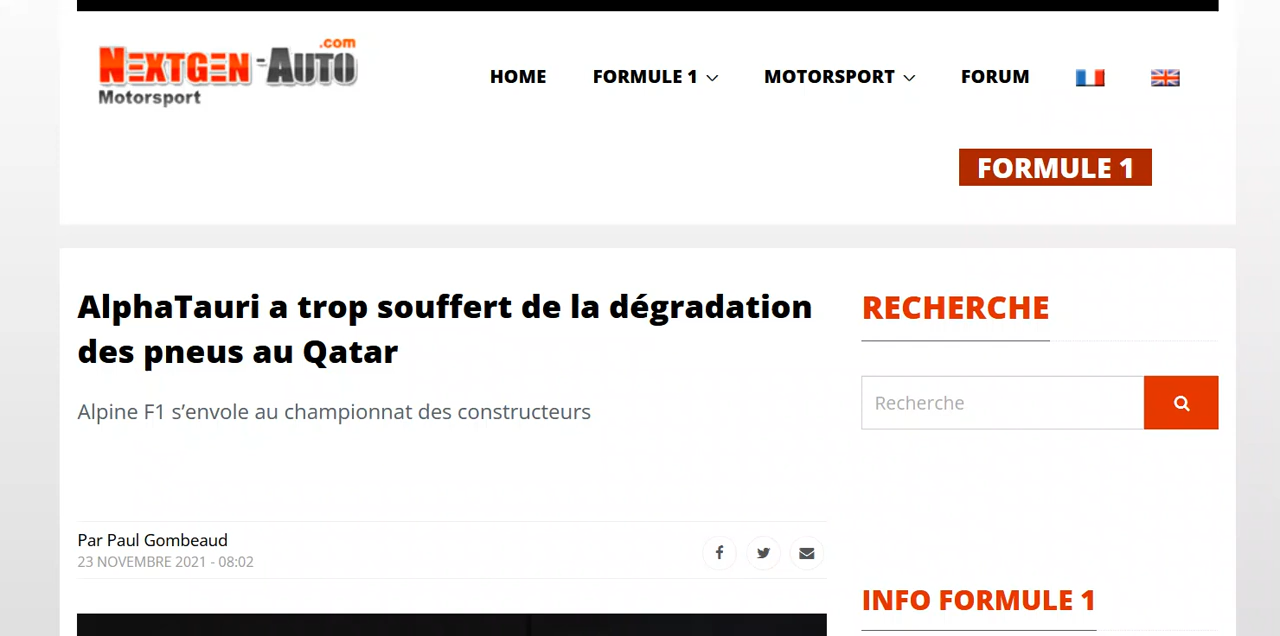 NEXTGEN-AUTO.com
Motorsport
HOME
FORMULE 1
MOTORSPORT
FORUM
FORMULE 1
AlphaTauri a trop souffert de la dégradation
des pneus au Qatar
Alpine F1 s’envole au championnat des constructeurs
Par Paul Gombeaud
23 NOVEMBRE 2021 - 08:02
RECHERCHE
Recherche
INFO FORMULE 1